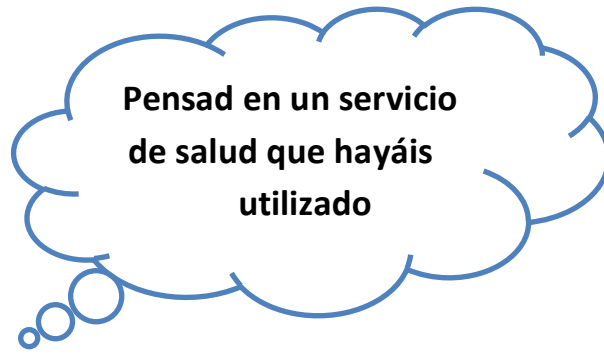 Pensad en un servicio
de salud que hayáis
utilizado